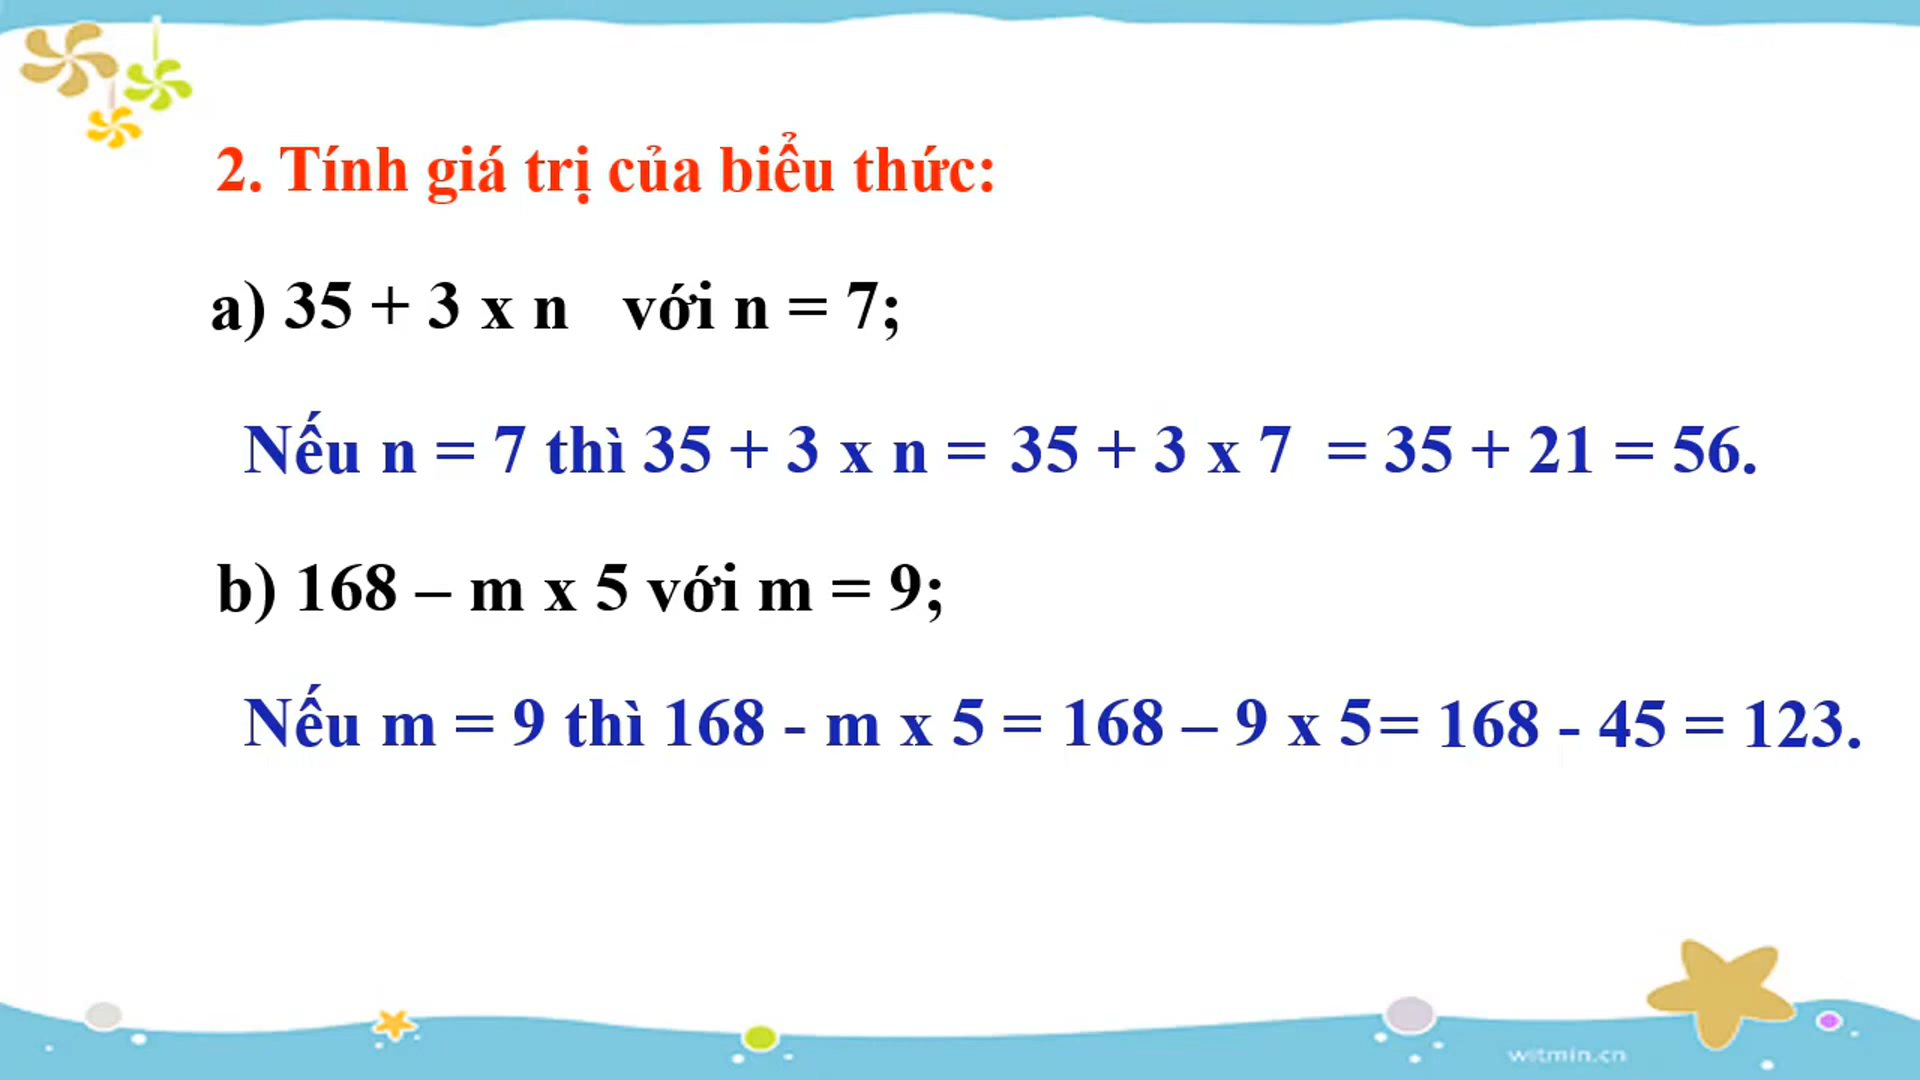 2. Tính giá trị của biểu thức:
a) 35 + 3 x n với n = 7;
Nếu n = 7 thì 35 + 3 x n = 35 + 3 x 7 = 35 + 21 = 56.
b) 168 – m x 5 với m = 9;
Nếu m = 9 thì 168 - m x 5 = 168 – 9 x 5 = 168 - 45 = 123.
witmin.cn